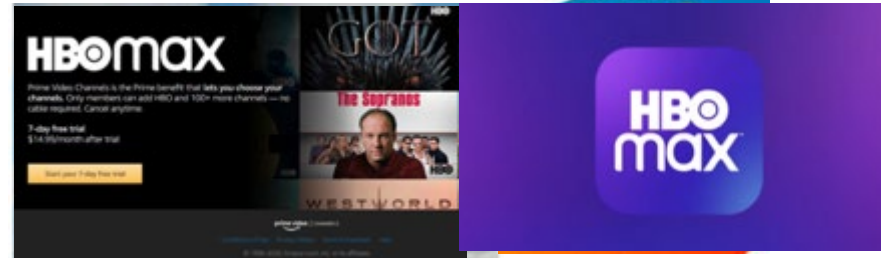 HBOmax
Prime Video Channels is the Prime benefit that lets you choose your
channels. Only members can add HBO and 100+ more channels — no
cable required. Cancel anytime.
7-day free trial
$14.99/month after trial
Start your 7-day free trial
HBO
GOT
The Sopranos
HBO
WESTWORLD
prime video
HBO
max